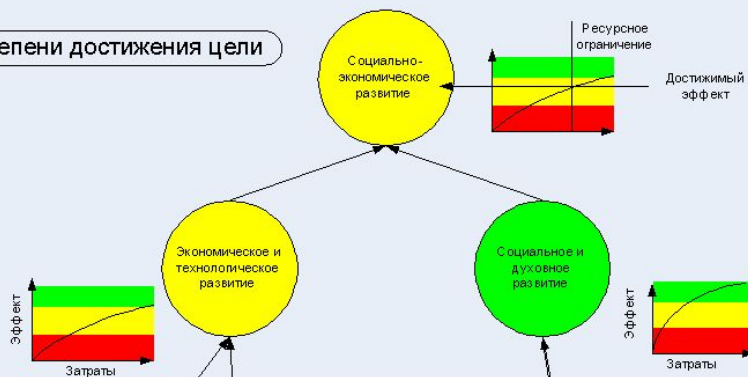 епени достижения цели
Социально-
экономическое
развитие
Ресурсное
ограничение
Достижимый
эффект
Экономическое и
технологическое
развитие
Социальное и
духовное
развитие
Эффект
Затраты
Эффект
Затраты